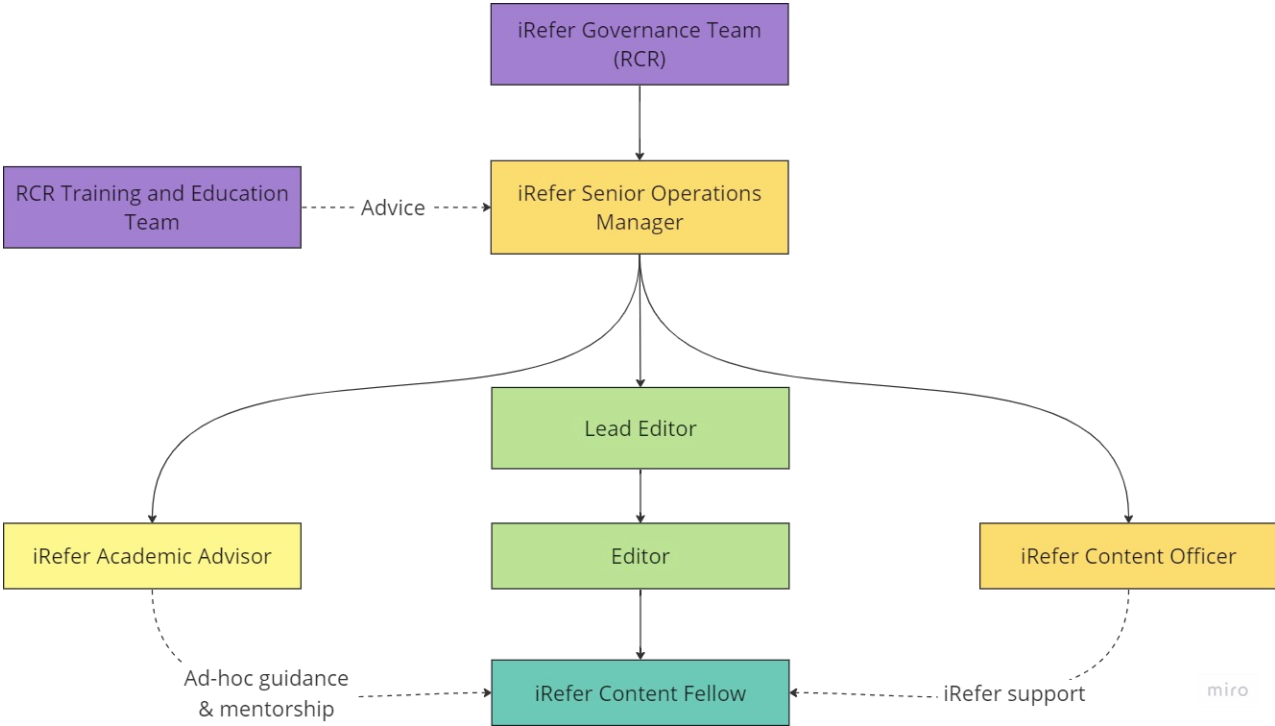 iRefer Governance Team
(RCR)
RCR Training and Education
Team
Advice
iRefer Senior Operations
Manager
Lead Editor
iRefer Academic Advisor
Editor
iRefer Content Officer
Ad-hoc guidance
& mentorship
iRefer Content Fellow
iRefer support
miro